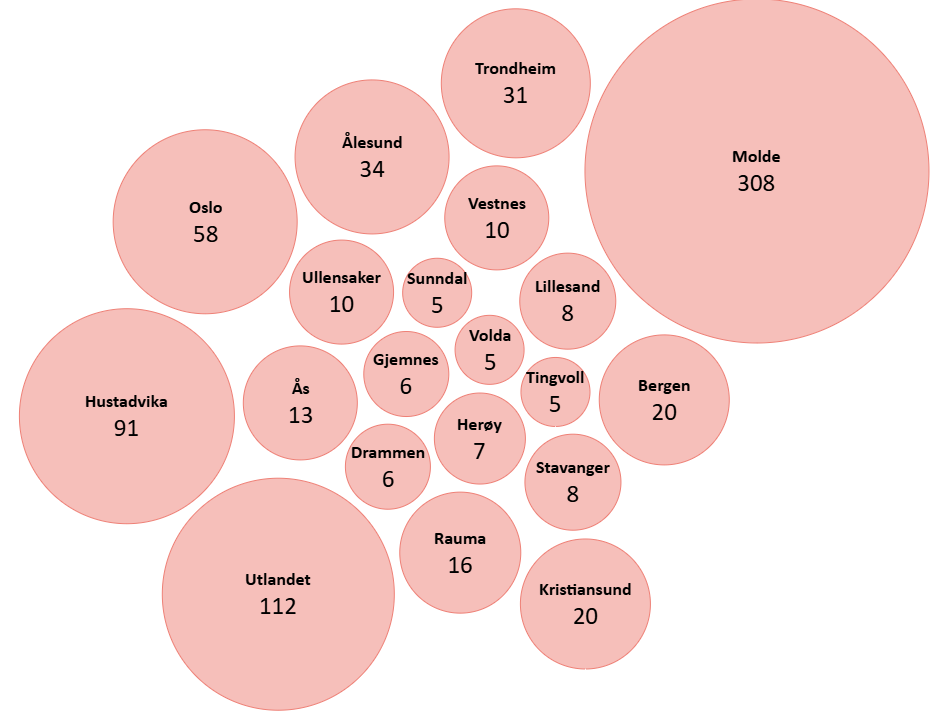 Trondheim
31
Ålesund
34
Molde
308
Oslo
58
Vestnes
10
Ullensaker
10
Sunndal
5
Lillesand
8
Volda
5
Gjemnes
6
Tingvoll
5
Bergen
20
Ås
13
Hustadvika
91
Herøy
7
Drammen
6
Stavanger
8
Rauma
16
Utlandet
112
Kristiansund
20